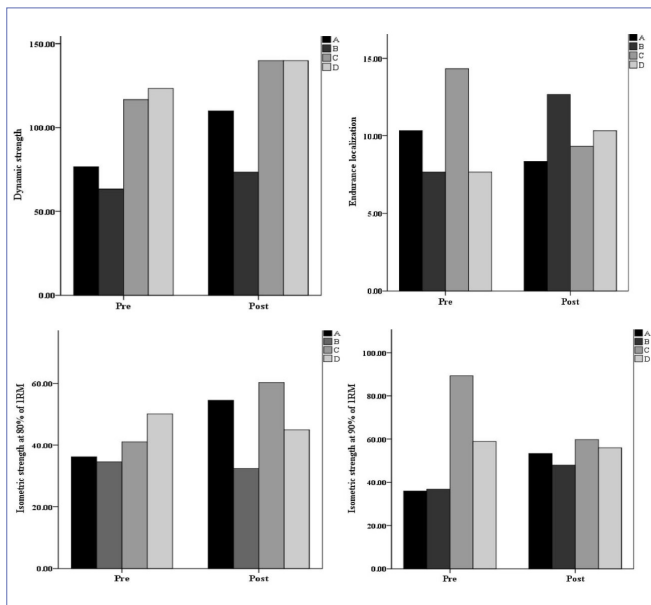 150.00
100.00
50.00
0.00
Dynamic strength
Pre
Post
A
B
C
D
15.00
10.00
5.00
0.00
Endurance localization
Pre
Post
A
B
C
D
60.00
40.00
20.00
0.00
Isometric strength at 80% of 1RM
Pre
Post
A
B
C
D
100.00
80.00
60.00
40.00
20.00
0.00
Isometric strength at 90% of 1RM
Pre
Post
A
B
C
D